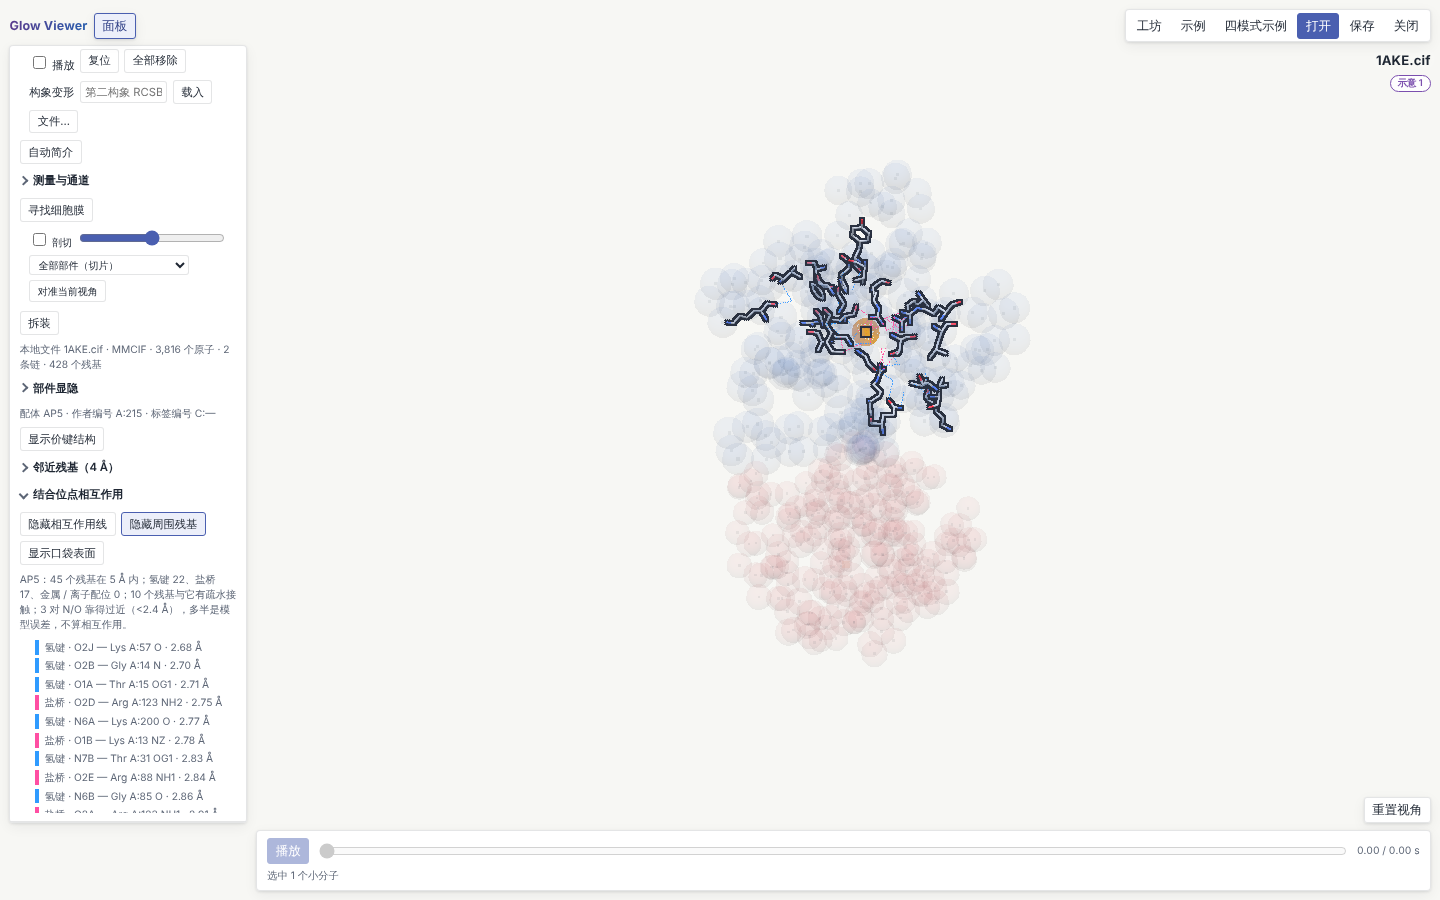 Glow Viewer 面板
工坊 示例 四模式示例 打开 保存 关闭
1AKE.cif
示意 1
播放 复位 全部移除
构象变形 第二构象 RCSB 载入
文件...
自动简介
测量与通道
寻找细胞膜
剖切
全部部件（切片）
对准当前视角
拆装
本地文件 1AKE.cif · MMCIF · 3,816 个原子 · 2
条链 · 428 个残基
部件显隐
配体 AP5 · 作者编号 A:215 · 标签编号 C:—
显示价键结构
邻近残基（4 Å）
结合位点相互作用
隐藏相互作用线 隐藏周围残基
显示口袋表面
AP5：45 个残基在 5 Å 内；氢键 22、盐桥
17、金属 / 离子配位 0；10 个残基与它有疏水接
触；3 对 N/O 靠得过近（<2.4 Å），多半是模
型误差，不算相互作用。
氢键 · O2J — Lys A:57 O · 2.68 Å
氢键 · O2B — Gly A:14 N · 2.70 Å
氢键 · O1A — Thr A:15 OG1 · 2.71 Å
盐桥 · O2D — Arg A:123 NH2 · 2.75 Å
氢键 · N6A — Lys A:200 O · 2.77 Å
盐桥 · O1B — Lys A:13 NZ · 2.78 Å
氢键 · N7B — Thr A:31 OG1 · 2.83 Å
盐桥 · O2E — Arg A:88 NH1 · 2.84 Å
氢键 · N6B — Gly A:85 O · 2.86 Å
重置视角
播放 0.00 / 0.00 s
选中 1 个小分子